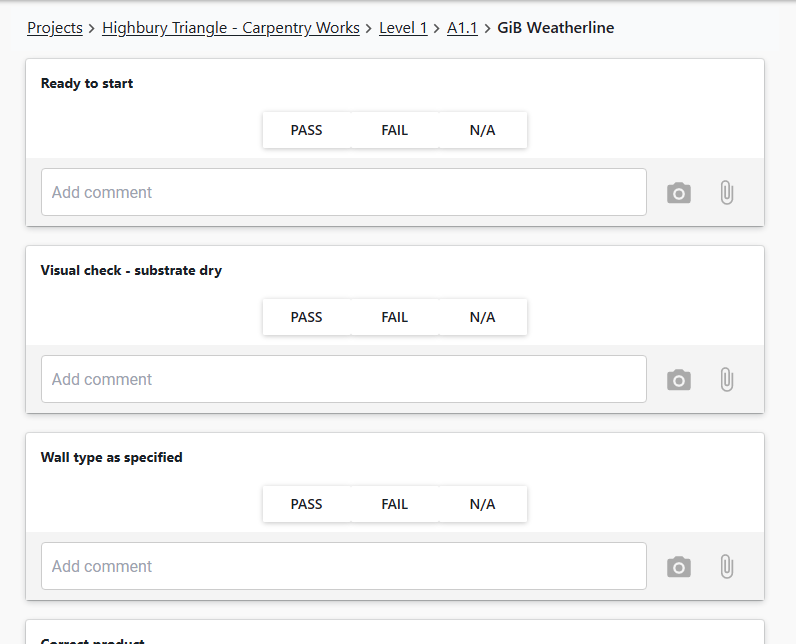 Projects > Highbury Triangle - Carpentry Works > Level 1 > A1.1 > GiB Weatherline
Ready to start
PASS FAIL N/A
Add comment
Visual check - substrate dry
PASS FAIL N/A
Add comment
Wall type as specified
PASS FAIL N/A
Add comment
Correct product